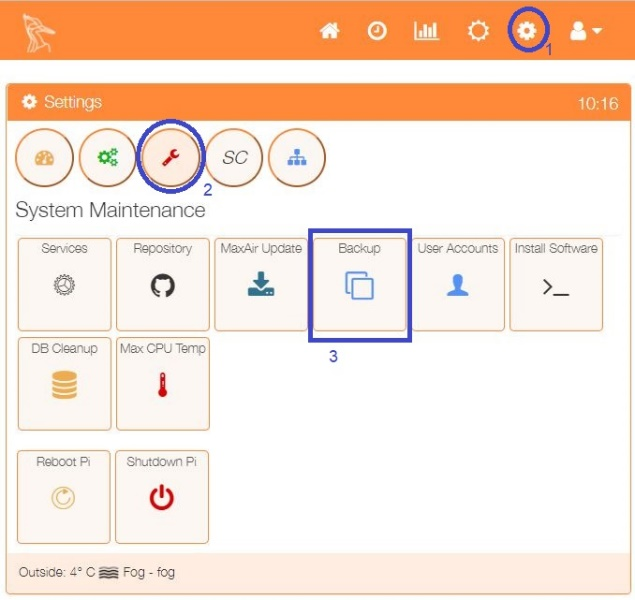 1
Settings 10:16
SC
2
System Maintenance
Services Repository MaxAir Update Backup User Accounts Install Software
>_
3
DB Cleanup Max CPU Temp
Reboot Pi Shutdown Pi
Outside: 4° C Fog - fog